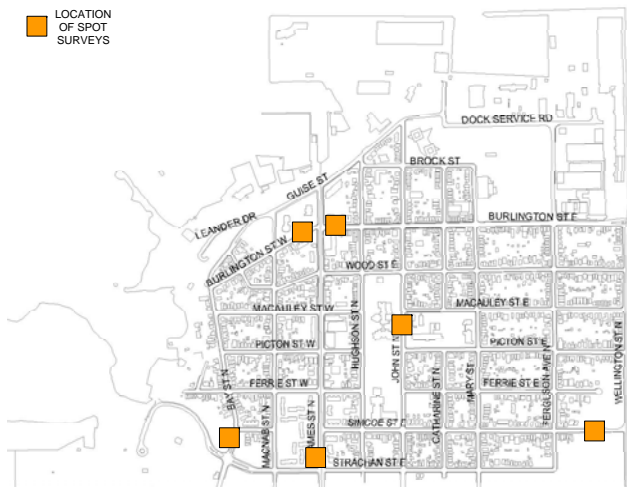 LOCATION
OF SPOT
SURVEYS
DOCK SERVICE RD
BROCK ST
GUISE ST
LEANDER DR
BURLINGTON ST E
BURLINGTON ST W
WOOD ST E
MACAULEY ST W
MACAULEY ST E
HUGHSON ST N
WELLINGTON ST N
PICTON ST W
PICTON ST E
JOHN ST N
FERGUSON AVE N
CATHARINE ST N
MARY ST
FERRIE ST W
FERRIE ST E
BAY ST N
MACNAB ST N
AMES ST N
SIMCOE ST E
STRACHAN ST E